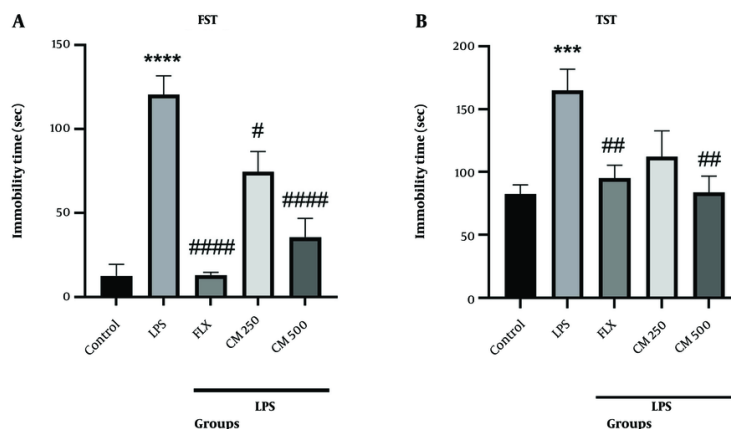 A
FST
Immobility time (sec)
150
100
50
0
****
####
#
####
Control
LPS
FLX
CM 250
CM 500
LPS
Groups
B
TST
Immobility time (sec)
200
150
100
50
0
***
##
##
Control
LPS
FLX
CM 250
CM 500
LPS
Groups